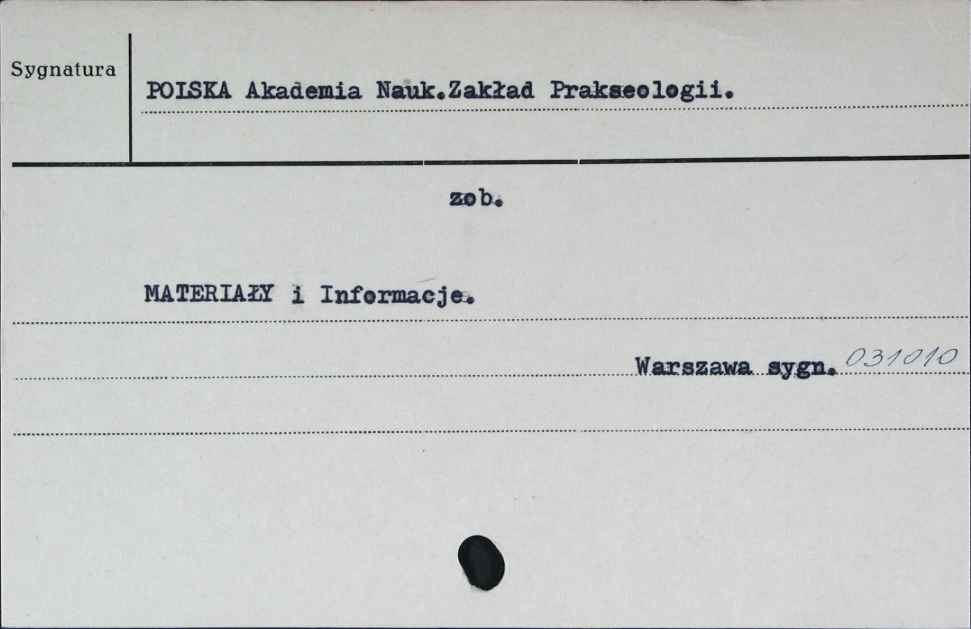 Sygnatura
POLSKA Akademia Nauk.Zakład Prakseologii.
zob.
MATERIAŁY i Informacje.
Warszawa sygn. 031010